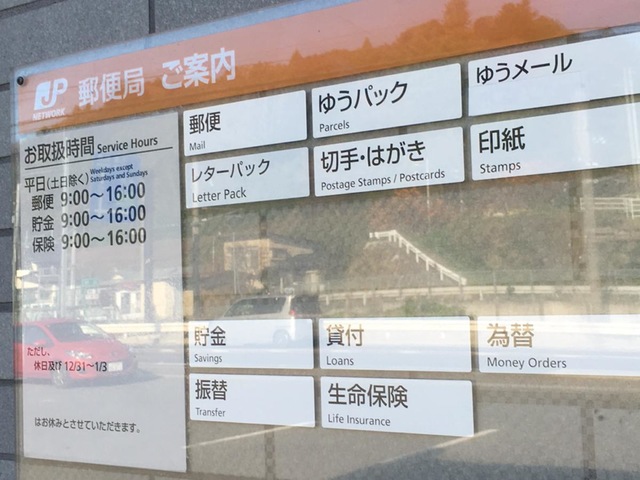 JP
NETWORK
郵便局 ご案内
お取扱時間 Service Hours
平日(土日除く) Weekdays except Saturdays and Sundays
郵便 9:00～16:00
貯金 9:00～16:00
保険 9:00～16:00
ただし、
休日及び12/31～1/3
はお休みとさせていただきます。
郵便
Mail
ゆうパック
Parcels
ゆうメール
レターパック
Letter Pack
切手・はがき
Postage Stamps / Postcards
印紙
Stamps
貯金
Savings
貸付
Loans
為替
Money Orders
振替
Transfer
生命保険
Life Insurance